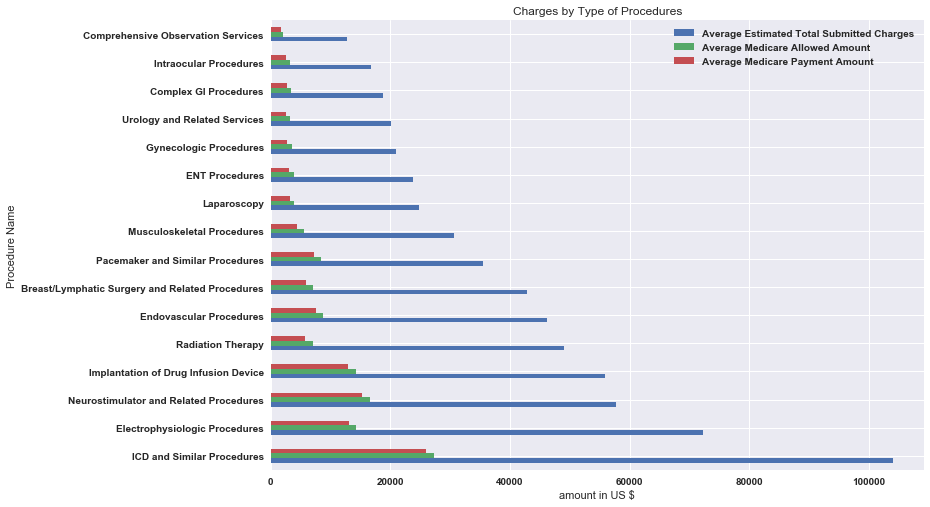 Charges by Type of Procedures
Average Estimated Total Submitted Charges
Average Medicare Allowed Amount
Average Medicare Payment Amount
Procedure Name
Comprehensive Observation Services
Intraocular Procedures
Complex GI Procedures
Urology and Related Services
Gynecologic Procedures
ENT Procedures
Laparoscopy
Musculoskeletal Procedures
Pacemaker and Similar Procedures
Breast/Lymphatic Surgery and Related Procedures
Endovascular Procedures
Radiation Therapy
Implantation of Drug Infusion Device
Neurostimulator and Related Procedures
Electrophysiologic Procedures
ICD and Similar Procedures
0 20000 40000 60000 80000 100000
amount in US $